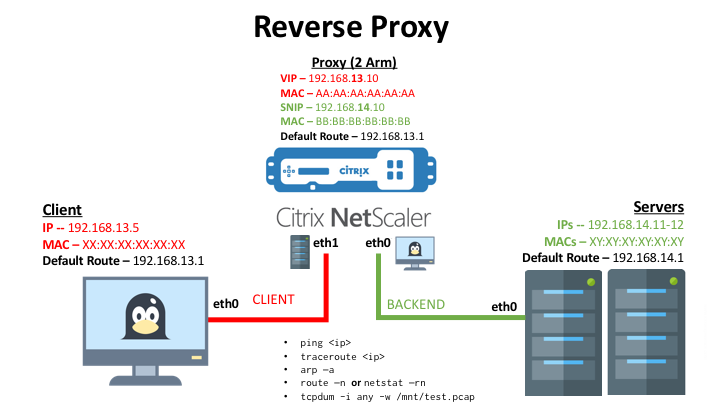 Reverse Proxy
Proxy (2 Arm)
VIP – 192.168.13.10
MAC – AA:AA:AA:AA:AA:AA
SNIP – 192.168.14.10
MAC – BB:BB:BB:BB:BB:BB
Default Route – 192.168.13.1
CITRIX
Citrix NetScaler
eth1
eth0
Client
IP -- 192.168.13.5
MAC – XX:XX:XX:XX:XX:XX
Default Route – 192.168.13.1
eth0
CLIENT
Servers
IPs -- 192.168.14.11-12
MACs – XY:XY:XY:XY:XY:XY
Default Route – 192.168.14.1
BACKEND
eth0
• ping <ip>
• traceroute <ip>
• arp –a
• route –n or netstat –rn
• tcpdum –i any –w /mnt/test.pcap